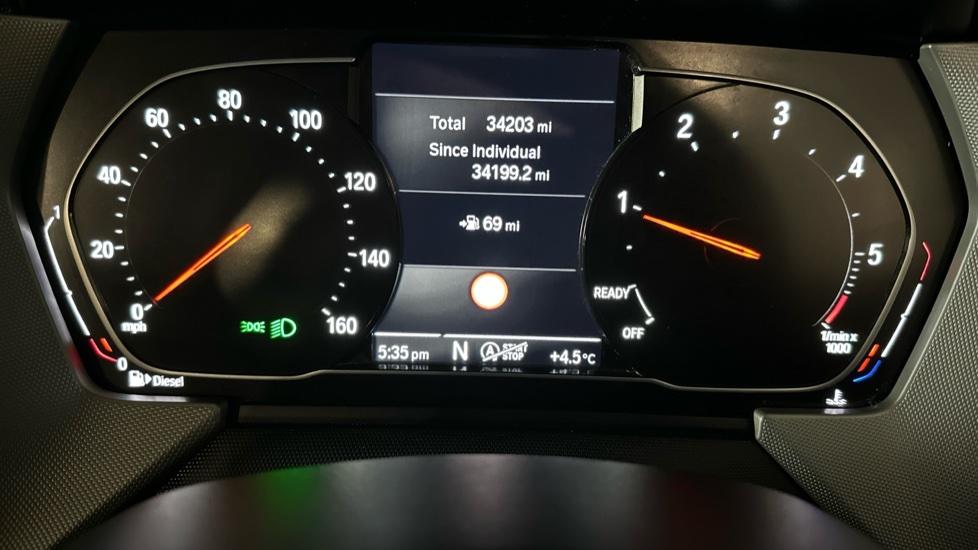 0
20
40
60
80
100
120
140
160
mph
0
Diesel
Total 34203 mi
Since Individual
34199.2 mi
69 mi
5:35 pm N A START STOP +4.5°C
1
2
3
4
5
READY
OFF
1/min x
1000